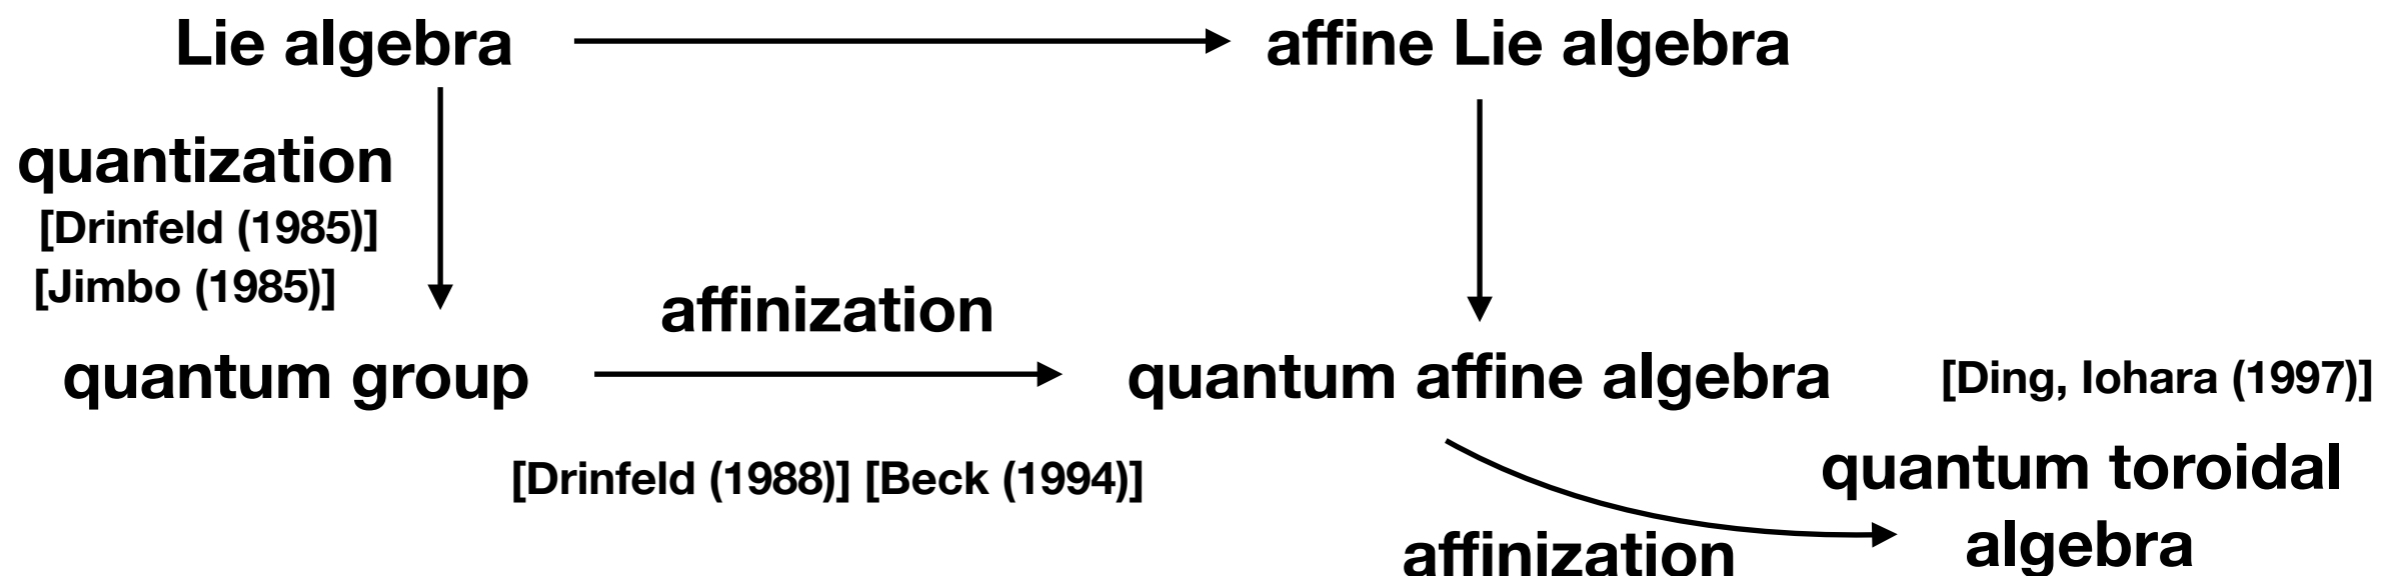 Lie algebra
affine Lie algebra
quantization
[Drinfeld (1985)]
[Jimbo (1985)]
affinization
quantum group
quantum affine algebra
[Ding, Iohara (1997)]
[Drinfeld (1988)] [Beck (1994)]
quantum toroidal
algebra
affinization